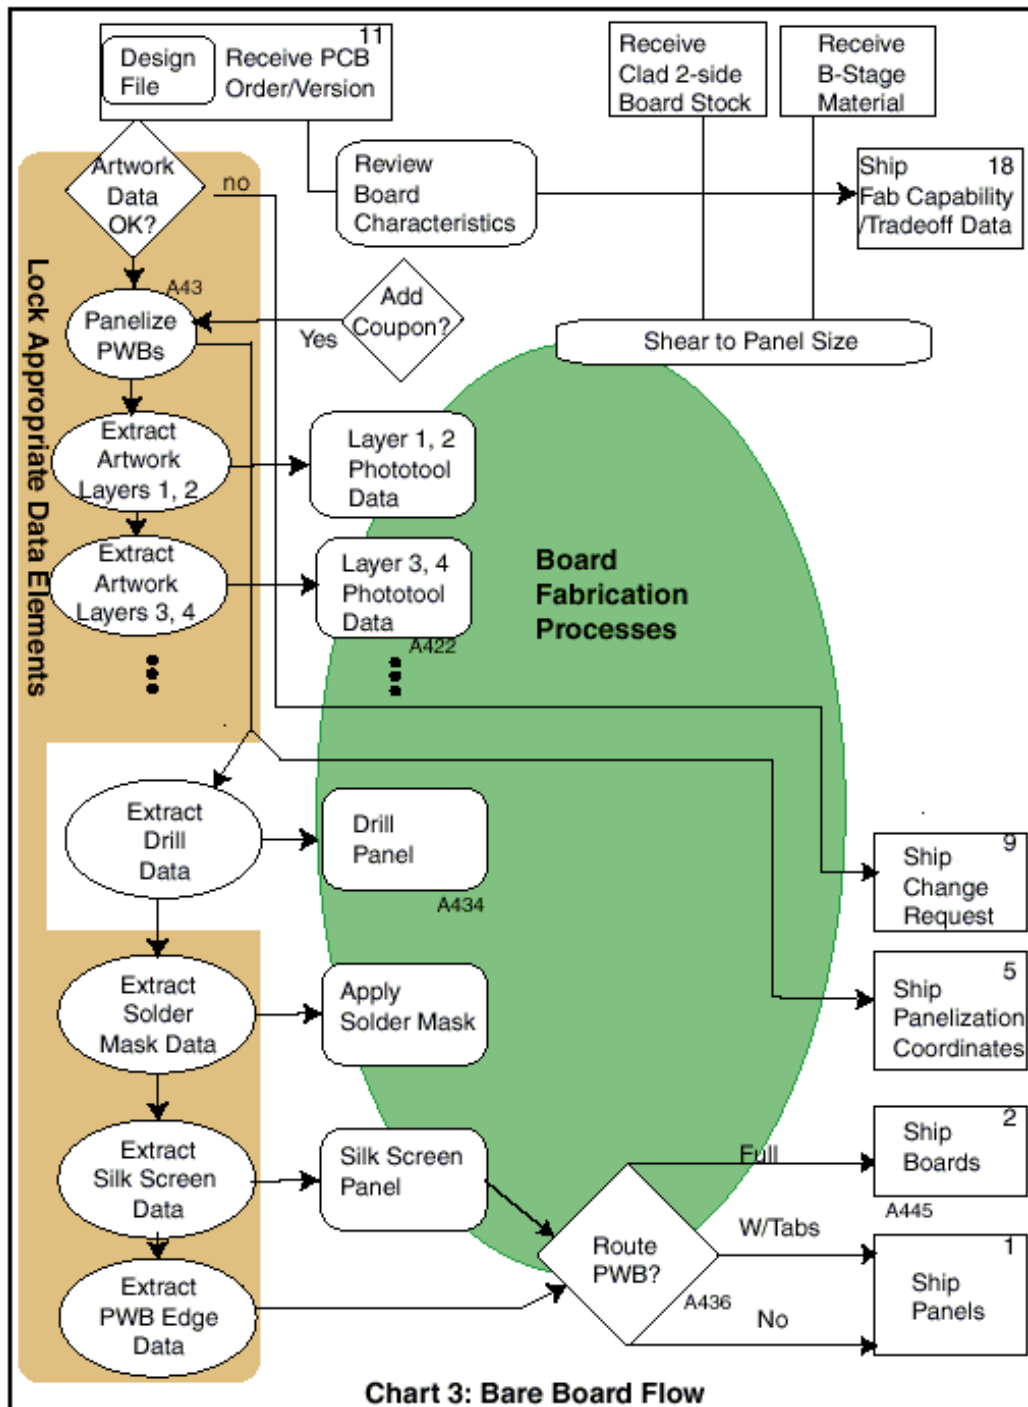 11
Design
File
Receive PCB
Order/Version
Receive
Clad 2-side
Board Stock
Receive
B-Stage
Material
Artwork
Data
OK?
no
Review
Board
Characteristics
Ship 18
Fab Capability
/Tradeoff Data
Lock Appropriate Data Elements
A43
Panelize
PWBs
Add
Coupon?
Yes
Shear to Panel Size
Extract
Artwork
Layers 1, 2
Layer 1, 2
Phototool
Data
Extract
Artwork
Layers 3, 4
Layer 3, 4
Phototool
Data
A422
Board
Fabrication
Processes
Extract
Drill
Data
Drill
Panel
A434
9
Ship
Change
Request
Extract
Solder
Mask Data
Apply
Solder Mask
5
Ship
Panelization
Coordinates
Extract
Silk Screen
Data
Silk Screen
Panel
Full
2
Ship
Boards
A445
Route
PWB?
W/Tabs
A436
No
1
Ship
Panels
Extract
PWB Edge
Data
Chart 3: Bare Board Flow